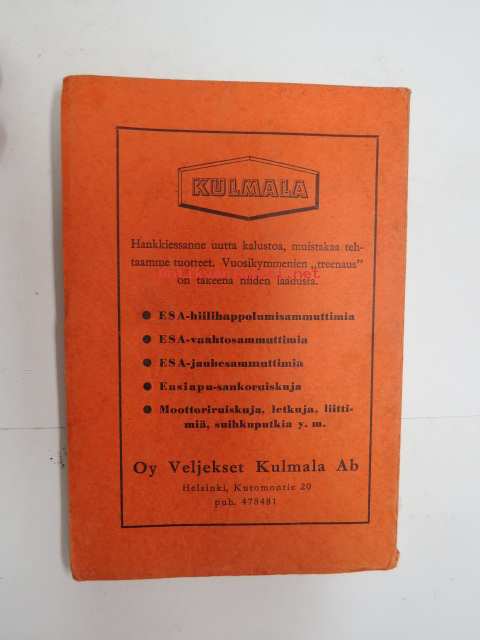 KULMALA
Hankkiessanne uutta kalustoa, muistakaa teh-
taamme tuotteet. Vuosikymmenien „treenaus”
on takeena niiden laadusta.
● ESA-hiilihappolumisammuttimia
● ESA-vaahtosammuttimia
● ESA-jauhesammuttimia
● Ensiapu-sankoruiskuja
● Moottoriruiskuja, letkuja, liitti-
miä, suihkuputkia y. m.
Oy Veljekset Kulmala Ab
Helsinki, Kutomontie 20
puh. 478481